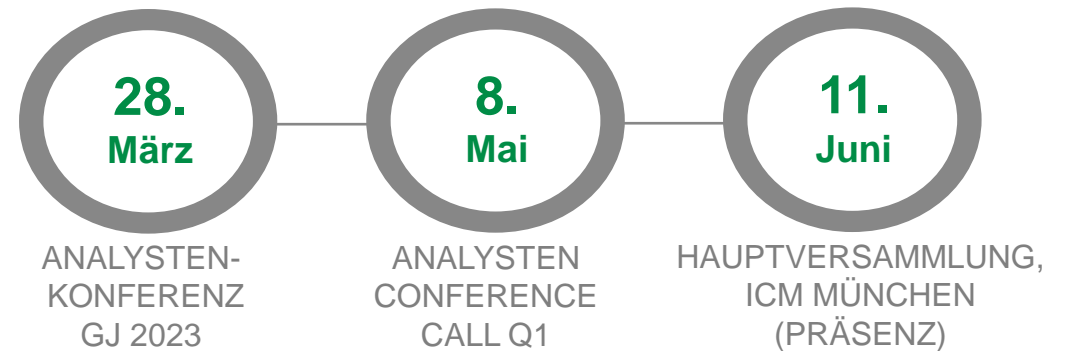 28.
März
ANALYSTEN-
KONFERENZ
GJ 2023
8.
Mai
ANALYSTEN
CONFERENCE
CALL Q1
11.
Juni
HAUPTVERSAMMLUNG,
ICM MÜNCHEN
(PRÄSENZ)